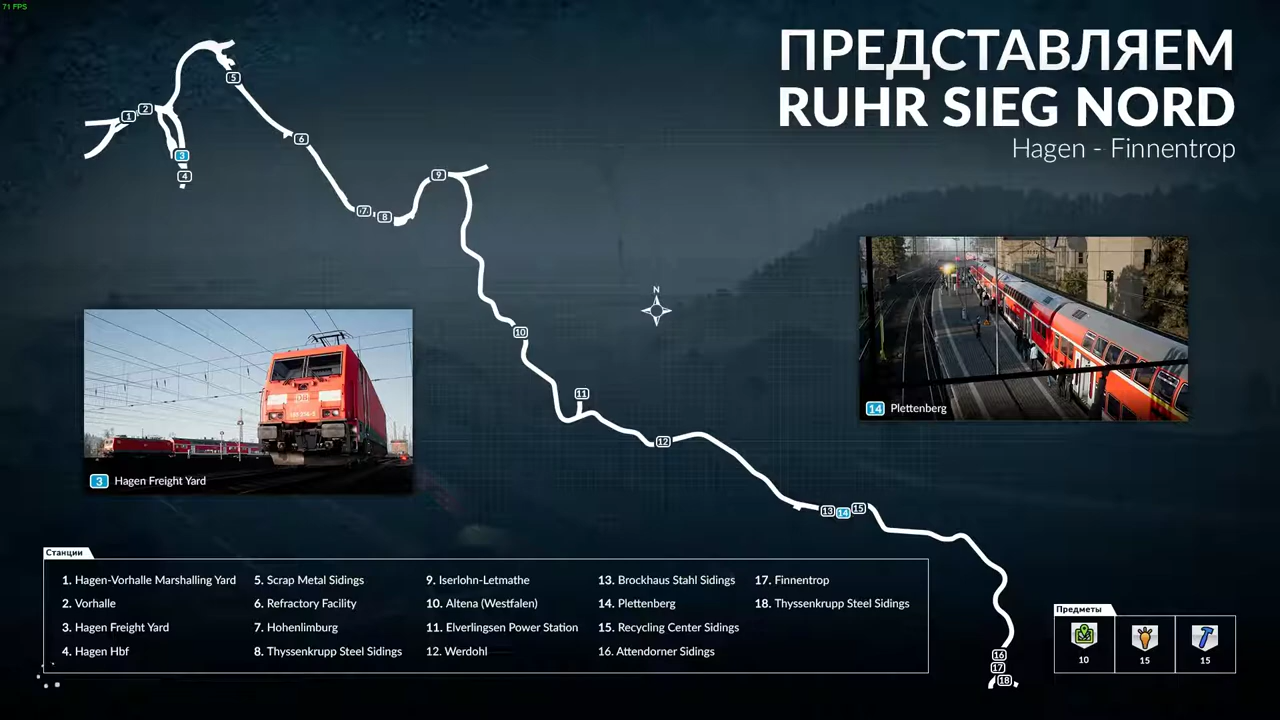 71 FPS
ПРЕДСТАВЛЯЕМ
RUHR SIEG NORD
Hagen - Finnentrop
1
2
3
4
5
6
7
8
9
N
10
11
12
13
14
15
16
17
18
14 Plettenberg
DB
3 Hagen Freight Yard
Станции
1. Hagen-Vorhalle Marshalling Yard
2. Vorhalle
3. Hagen Freight Yard
4. Hagen Hbf
5. Scrap Metal Sidings
6. Refractory Facility
7. Hohenlimburg
8. Thyssenkrupp Steel Sidings
9. Iserlohn-Letmathe
10. Altena (Westfalen)
11. Elverlingsen Power Station
12. Werdohl
13. Brockhaus Stahl Sidings
14. Plettenberg
15. Recycling Center Sidings
16. Attendorner Sidings
17. Finnentrop
18. Thyssenkrupp Steel Sidings
Предметы
10
15
15